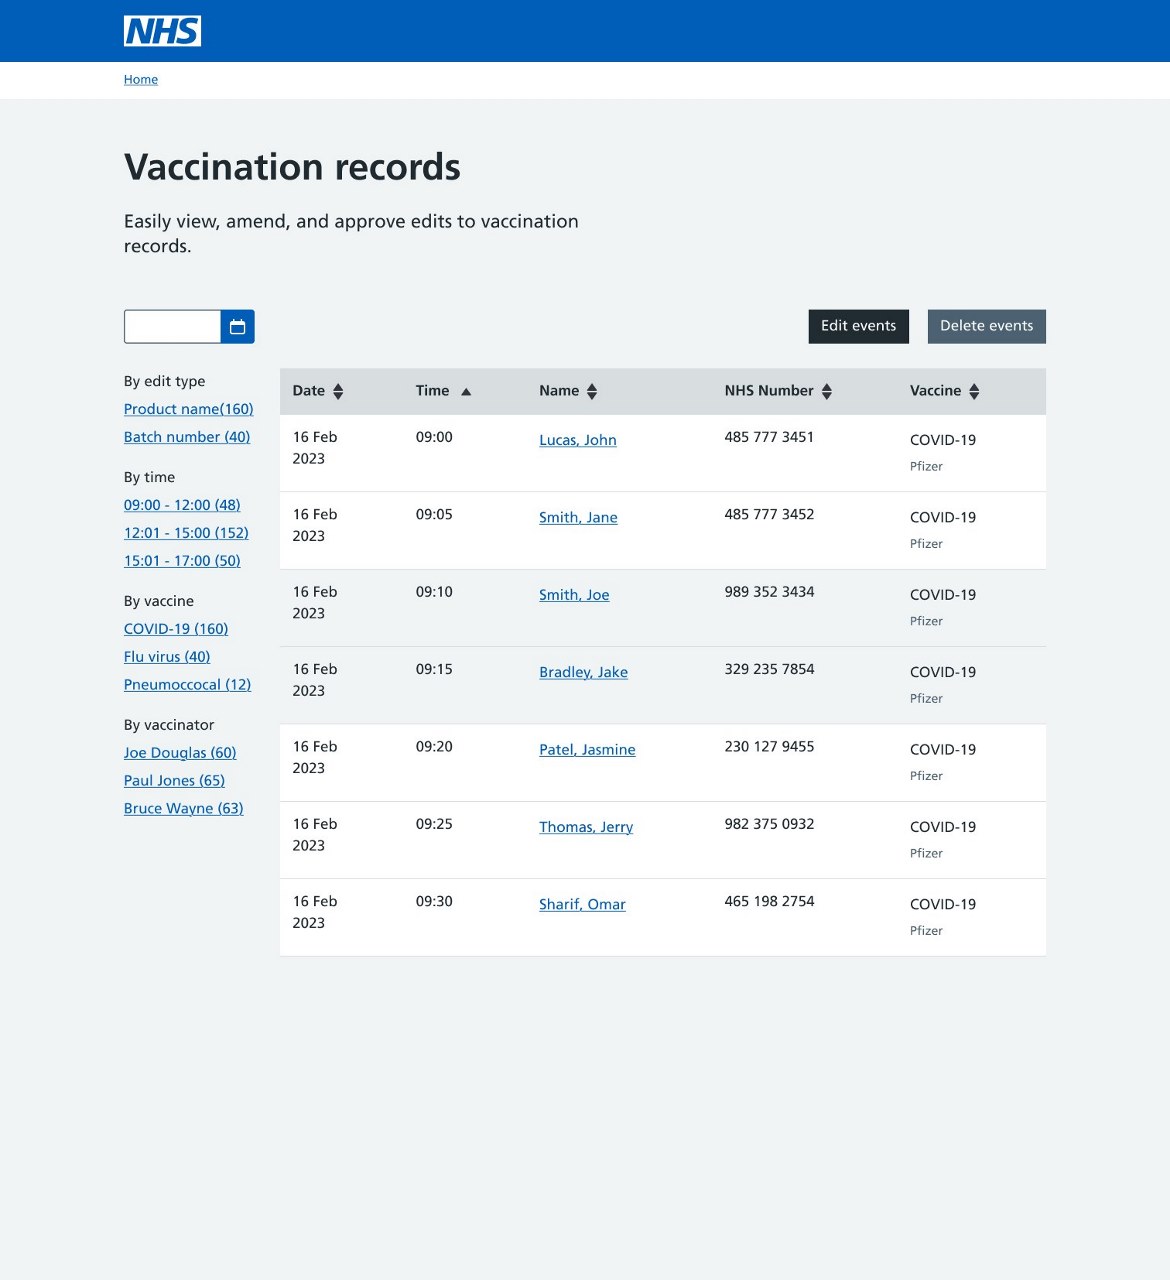 NHS
Home
Vaccination records
Easily view, amend, and approve edits to vaccination
records.
Edit events
Delete events
By edit type
Product name(160)
Batch number (40)
By time
09:00 - 12:00 (48)
12:01 - 15:00 (152)
15:01 - 17:00 (50)
By vaccine
COVID-19 (160)
Flu virus (40)
Pneumoccocal (12)
By vaccinator
Joe Douglas (60)
Paul Jones (65)
Bruce Wayne (63)
Date Time Name NHS Number Vaccine
16 Feb 09:00 Lucas, John 485 777 3451 COVID-19
2023 Pfizer
16 Feb 09:05 Smith, Jane 485 777 3452 COVID-19
2023 Pfizer
16 Feb 09:10 Smith, Joe 989 352 3434 COVID-19
2023 Pfizer
16 Feb 09:15 Bradley, Jake 329 235 7854 COVID-19
2023 Pfizer
16 Feb 09:20 Patel, Jasmine 230 127 9455 COVID-19
2023 Pfizer
16 Feb 09:25 Thomas, Jerry 982 375 0932 COVID-19
2023 Pfizer
16 Feb 09:30 Sharif, Omar 465 198 2754 COVID-19
2023 Pfizer